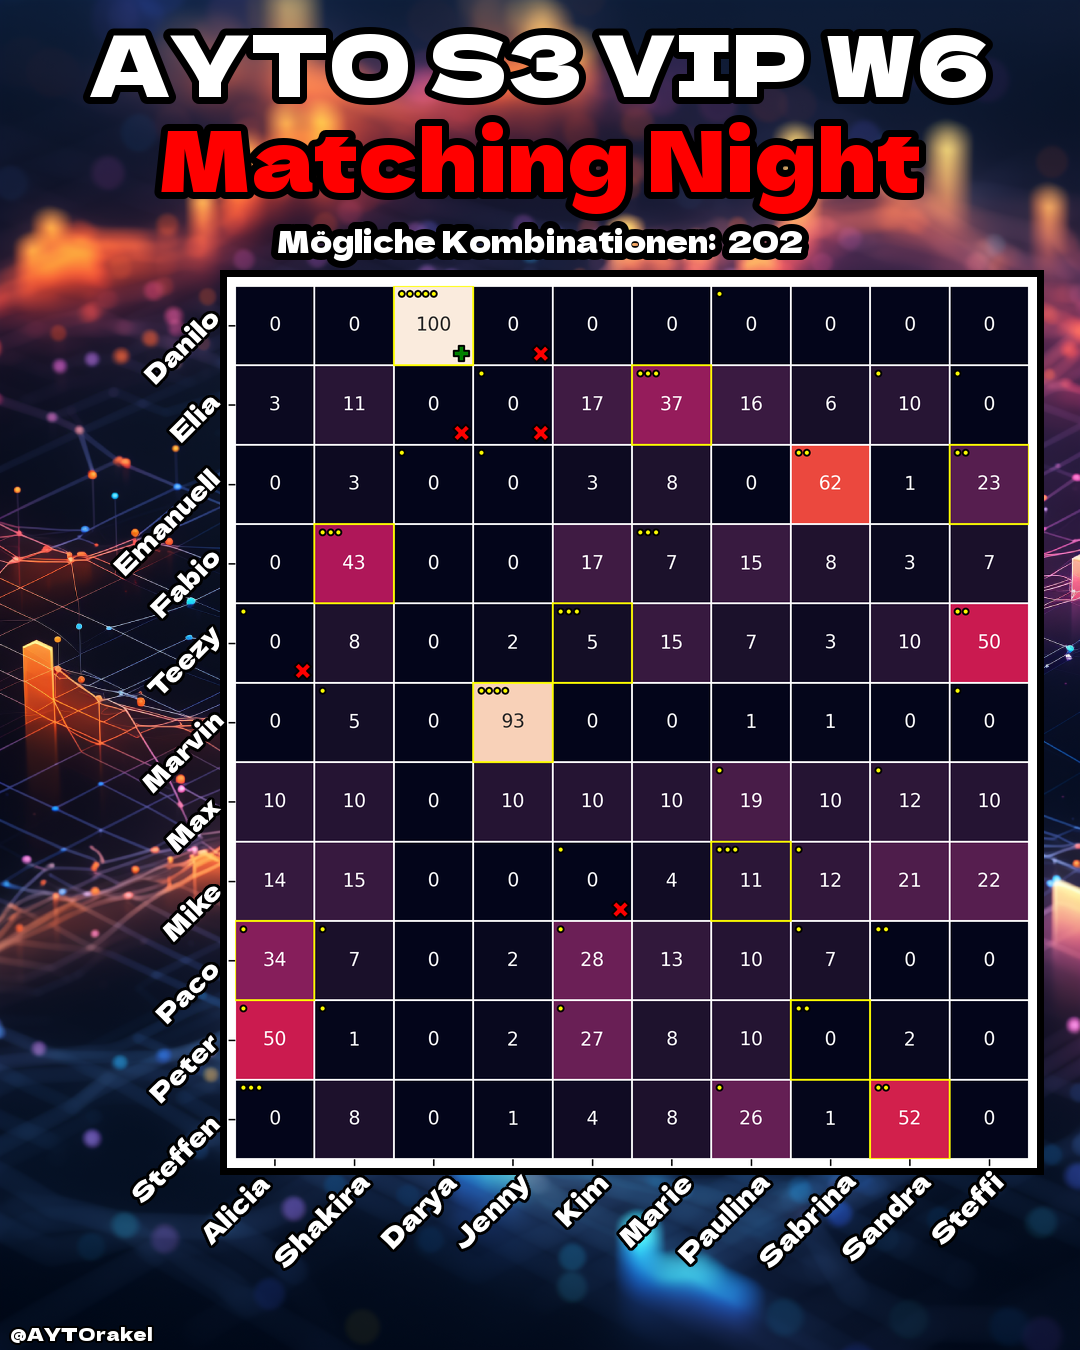 AYTO S3 VIP W6
Matching Night
Mögliche Kombinationen: 202
Danilo 0 0 100 0 0 0 0 0 0 0
Elia 3 11 0 0 17 37 16 6 10 0
Emanuell 0 3 0 0 3 8 0 62 1 23
Fabio 0 43 0 0 17 7 15 8 3 7
Teezy 0 8 0 2 5 15 7 3 10 50
Marvin 0 5 0 93 0 0 1 1 0 0
Max 10 10 0 10 10 10 19 10 12 10
Mike 14 15 0 0 0 4 11 12 21 22
Paco 34 7 0 2 28 13 10 7 0 0
Peter 50 1 0 2 27 8 10 0 2 0
Steffen 0 8 0 1 4 8 26 1 52 0
Alicia Shakira Darya Jenny Kim Marie Paulina Sabrina Sandra Steffi
@AYTOrakel